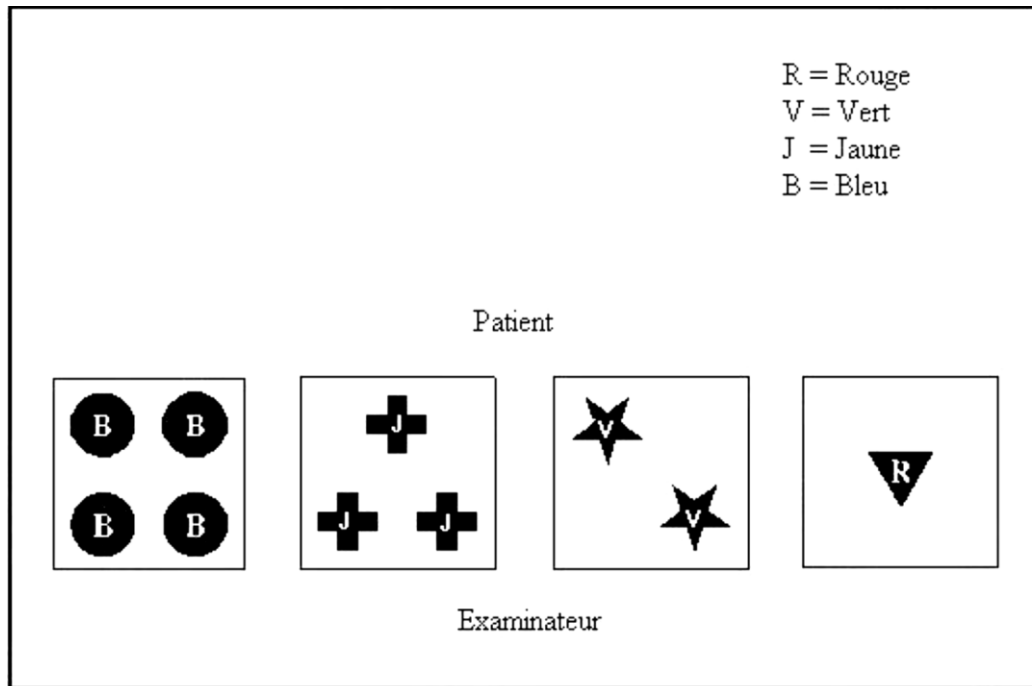 R = Rouge
V = Vert
J = Jaune
B = Bleu
Patient
B B J V
R
B B J J V
Examinateur